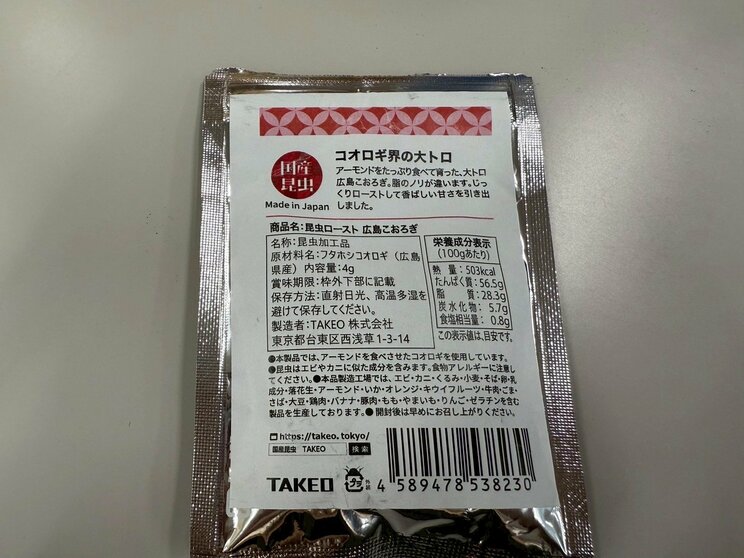 コオロギ界の大トロ
アーモンドをたっぷり食べて育った、大トロ
広島こおろぎ。脂のノリが違います。じっ
くりローストして香ばしい甘さを引き出
しました。
国産昆虫
Made in Japan
商品名:昆虫ロースト 広島こおろぎ
名称:昆虫加工品
原材料名:フタホシコオロギ(広島
県産)内容量:4g
賞味期限:枠外下部に記載
保存方法:直射日光、高温多湿を
避けて保存してください。
製造者:TAKEO 株式会社
東京都台東区西浅草1-3-14
栄養成分表示
(100gあたり)
熱量:503kcal
たんぱく質:56.5g
脂質:28.3g
炭水化物:5.7g
食塩相当量:0.8g
この表示値は、目安です。
●本製品では、アーモンドを食べさせたコオロギを使用しています。
●昆虫はエビやカニに似た成分を含みます。食物アレルギーに注意し
てください。●本品製造工場では、エビ・カニ・くるみ・小麦・そば・卵・乳
成分・落花生・アーモンド・いか・オレンジ・キウイフルーツ・牛肉・ごま・
さば・大豆・鶏肉・バナナ・豚肉・もも・やまいも・りんご・ゼラチンを含む
製品を生産しております。●開封後は早めにお召し上がりください。
https://takeo.tokyo/
国産昆虫 TAKEO 検索
TAKEO
プラ
外装
4 589478 538230